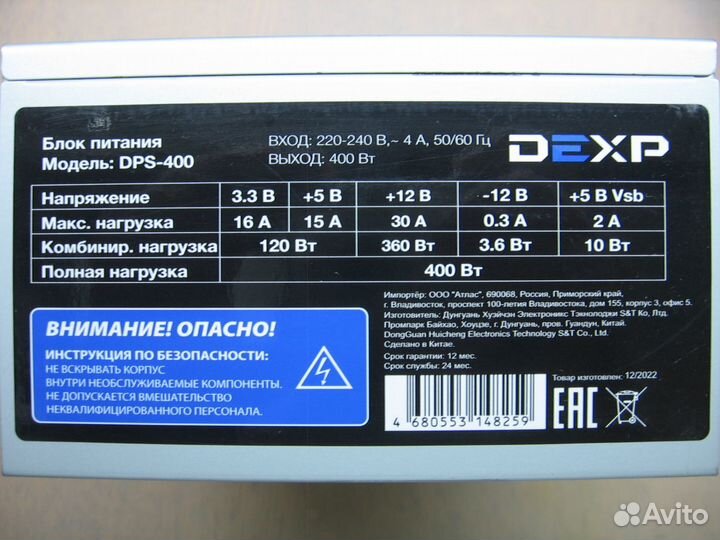 Блок питания
Модель: DPS-400
ВХОД: 220-240 В,~ 4 А, 50/60 Гц
ВЫХОД: 400 Вт
DEXP
Напряжение 3.3 В +5 В +12 В -12 В +5 В Vsb
Макс. нагрузка 16 А 15 А 30 А 0.3 А 2 А
Комбинир. нагрузка 120 Вт 360 Вт 3.6 Вт 10 Вт
Полная нагрузка 400 Вт
Импортёр: ООО "Атлас", 690068, Россия, Приморский край,
г. Владивосток, проспект 100-летия Владивостока, дом 155, корпус 3, офис 5.
Изготовитель: Дунгуань Хуэйчэн Электроникс Тэкнолоджи S&T Ко, Лтд.
Промпарк Байхао, Хоуцзе, г. Дунгуань, пров. Гуандун, Китай.
DongGuan Huicheng Electronics Technology S&T Co., Ltd.
Сделано в Китае.
Срок гарантии: 12 мес.
Срок службы: 24 мес.
Товар изготовлен: 12/2022
ВНИМАНИЕ! ОПАСНО!
ИНСТРУКЦИЯ ПО БЕЗОПАСНОСТИ:
НЕ ВСКРЫВАТЬ КОРПУС
ВНУТРИ НЕОБСЛУЖИВАЕМЫЕ КОМПОНЕНТЫ.
НЕ ДОПУСКАЕТСЯ ВМЕШАТЕЛЬСТВО
НЕКВАЛИФИЦИРОВАННОГО ПЕРСОНАЛА.
4 680553 148259
EAC
Avito